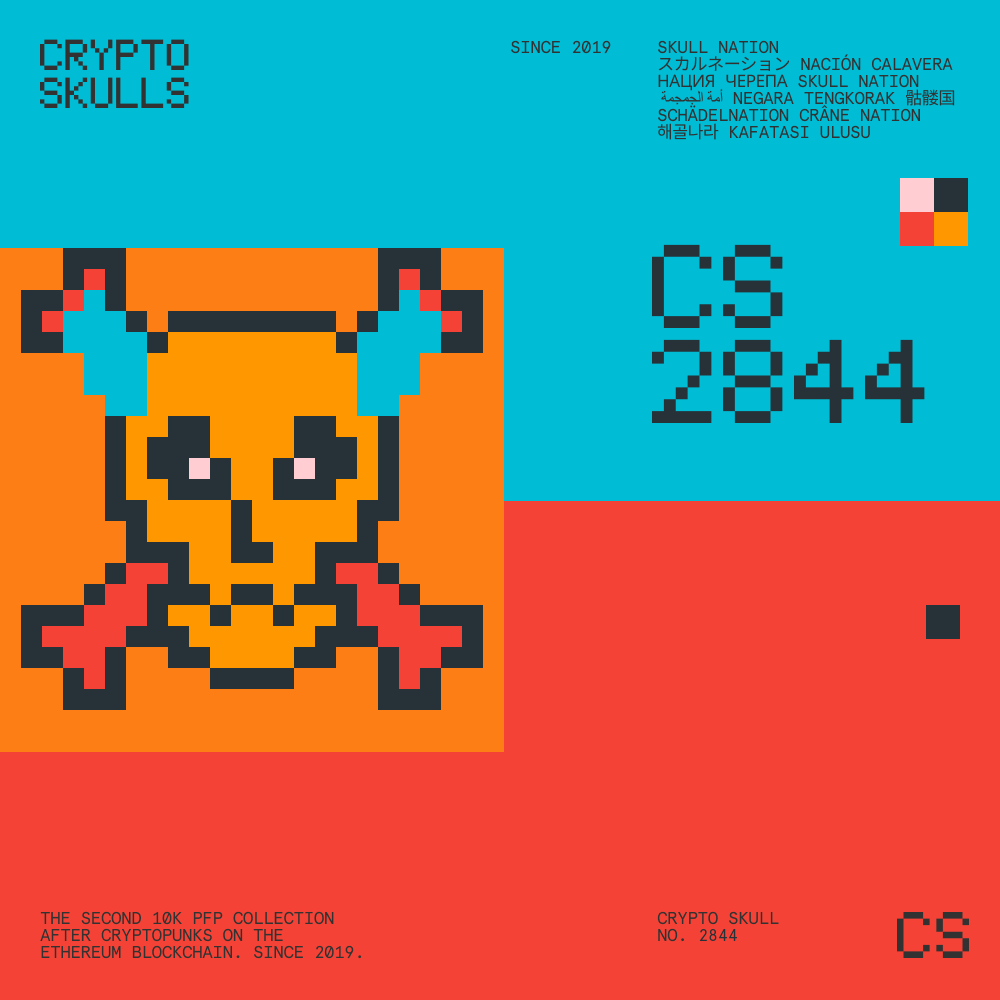 CRYPTO
SKULLS
SINCE 2019
SKULL NATION
スカルネーション NACIÓN CALAVERA
НАЦИЯ ЧЕРЕПА SKULL NATION
أمة الجمجمة NEGARA TENGKORAK 骷髅国
SCHÄDELNATION CRÂNE NATION
해골나라 KAFATASI ULUSU
CS
2844
THE SECOND 10K PFP COLLECTION
AFTER CRYPTOPUNKS ON THE
ETHEREUM BLOCKCHAIN. SINCE 2019.
CRYPTO SKULL
NO. 2844
CS